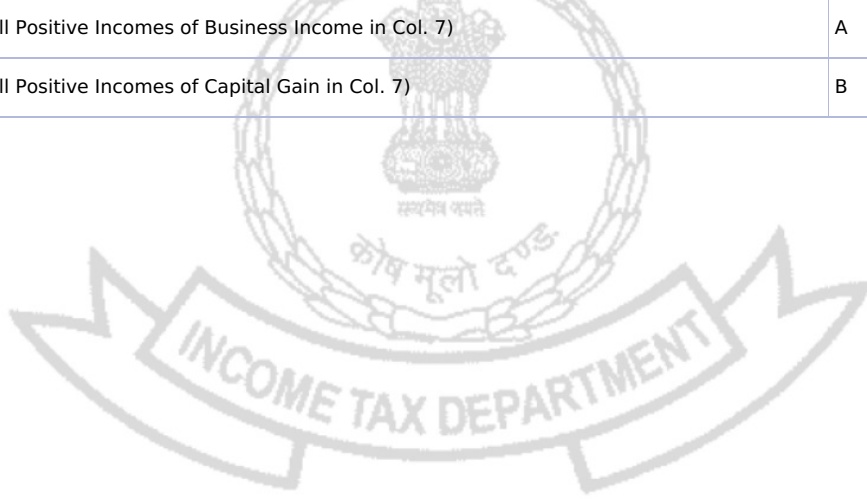 ll Positive Incomes of Business Income in Col. 7) A
ll Positive Incomes of Capital Gain in Col. 7) B
सत्यमेव जयते
कोष मूलो दण्ड:
INCOME TAX DEPARTMENT